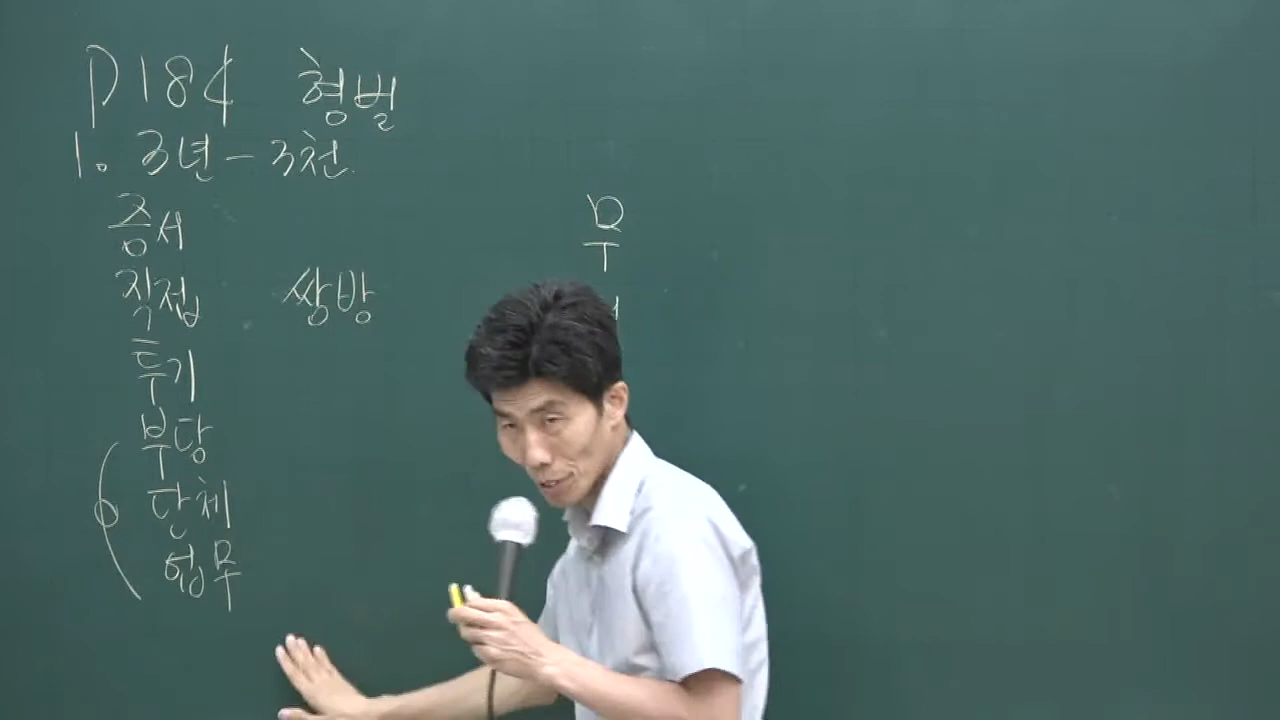 P184 형벌
1. 3년-3천
증서
직접 쌍방
투기
부당
단체
업무
무